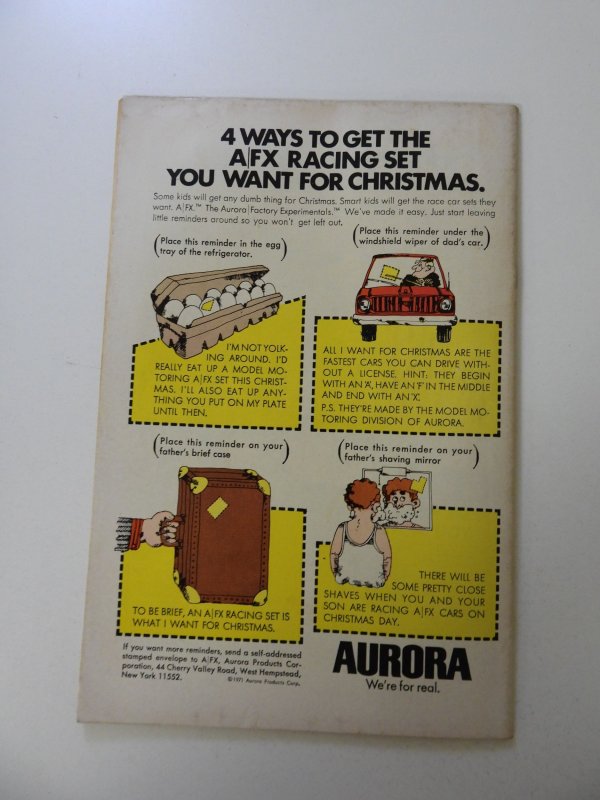 4 WAYS TO GET THE
A|FX RACING SET
YOU WANT FOR CHRISTMAS.
Some kids will get any dumb thing for Christmas. Smart kids will get the race car sets they
want. A|FX.™ The Aurora|Factory Experimentals.™ We've made it easy. Just start leaving
little reminders around so you won't get left out.
(Place this reminder in the egg
tray of the refrigerator.)
I'M NOT YOLK-
ING AROUND. I'D
REALLY EAT UP A MODEL MO-
TORING A|FX SET THIS CHRIST-
MAS. I'LL ALSO EAT UP ANY-
THING YOU PUT ON MY PLATE
UNTIL THEN.
(Place this reminder under the
windshield wiper of dad's car.)
ALL I WANT FOR CHRISTMAS ARE THE
FASTEST CARS YOU CAN DRIVE WITH-
OUT A LICENSE. HINT: THEY BEGIN
WITH AN 'A', HAVE AN 'F' IN THE MIDDLE
AND END WITH AN 'X'.
P.S. THEY'RE MADE BY THE MODEL MO-
TORING DIVISION OF AURORA.
(Place this reminder on your
father's brief case)
TO BE BRIEF, AN A|FX RACING SET IS
WHAT I WANT FOR CHRISTMAS.
(Place this reminder on your
father's shaving mirror)
THERE WILL BE
SOME PRETTY CLOSE
SHAVES WHEN YOU AND YOUR
SON ARE RACING A|FX CARS ON
CHRISTMAS DAY.
If you want more reminders, send a self-addressed
stamped envelope to A|FX, Aurora Products Cor-
poration, 44 Cherry Valley Road, West Hempstead,
New York 11552.
©1971 Aurora Products Corp.
AURORA
We're for real.